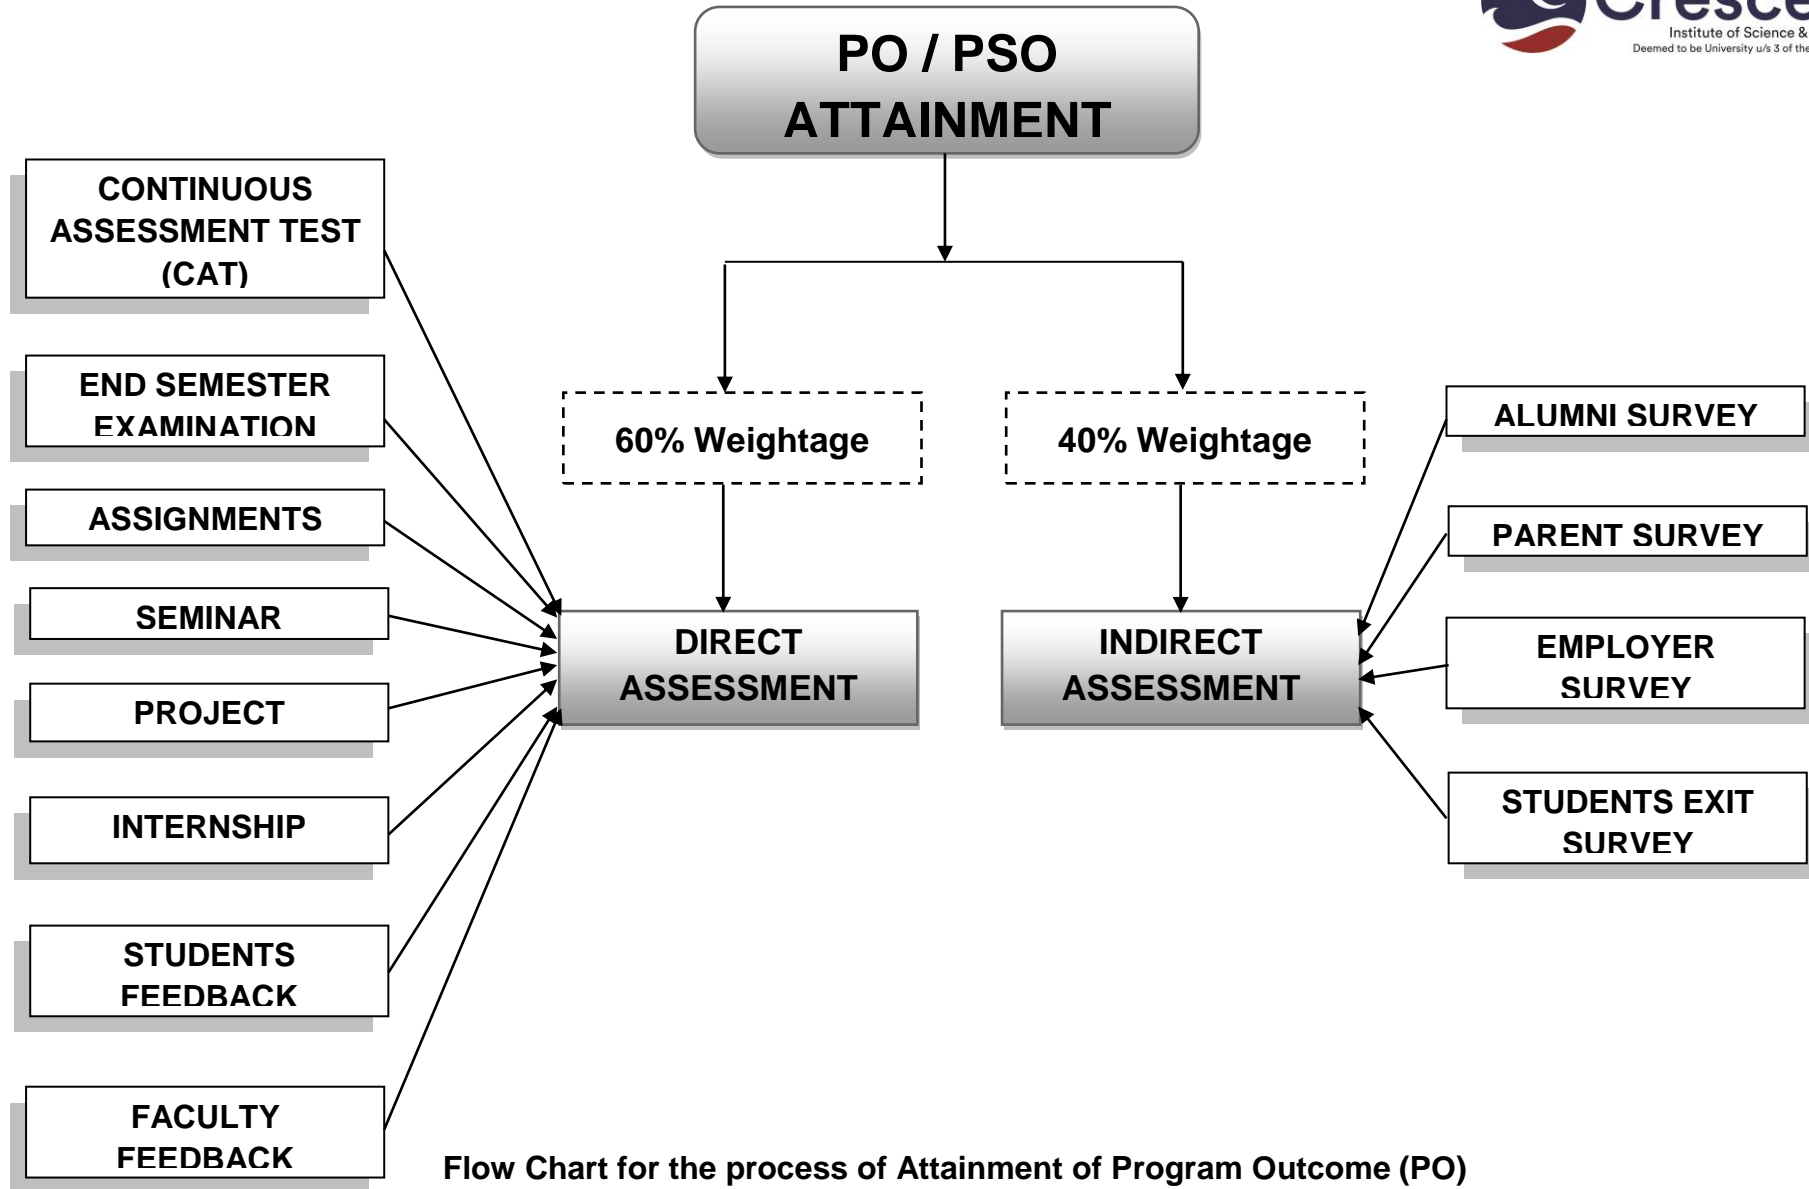 Institute of Science &
Deemed to be University u/s 3 of the
PO / PSO
ATTAINMENT
CONTINUOUS
ASSESSMENT TEST
(CAT)
END SEMESTER
EXAMINATION
ASSIGNMENTS
SEMINAR
PROJECT
INTERNSHIP
STUDENTS
FEEDBACK
FACULTY
FEEDBACK
60% Weightage
40% Weightage
DIRECT
ASSESSMENT
INDIRECT
ASSESSMENT
ALUMNI SURVEY
PARENT SURVEY
EMPLOYER
SURVEY
STUDENTS EXIT
SURVEY
Flow Chart for the process of Attainment of Program Outcome (PO)